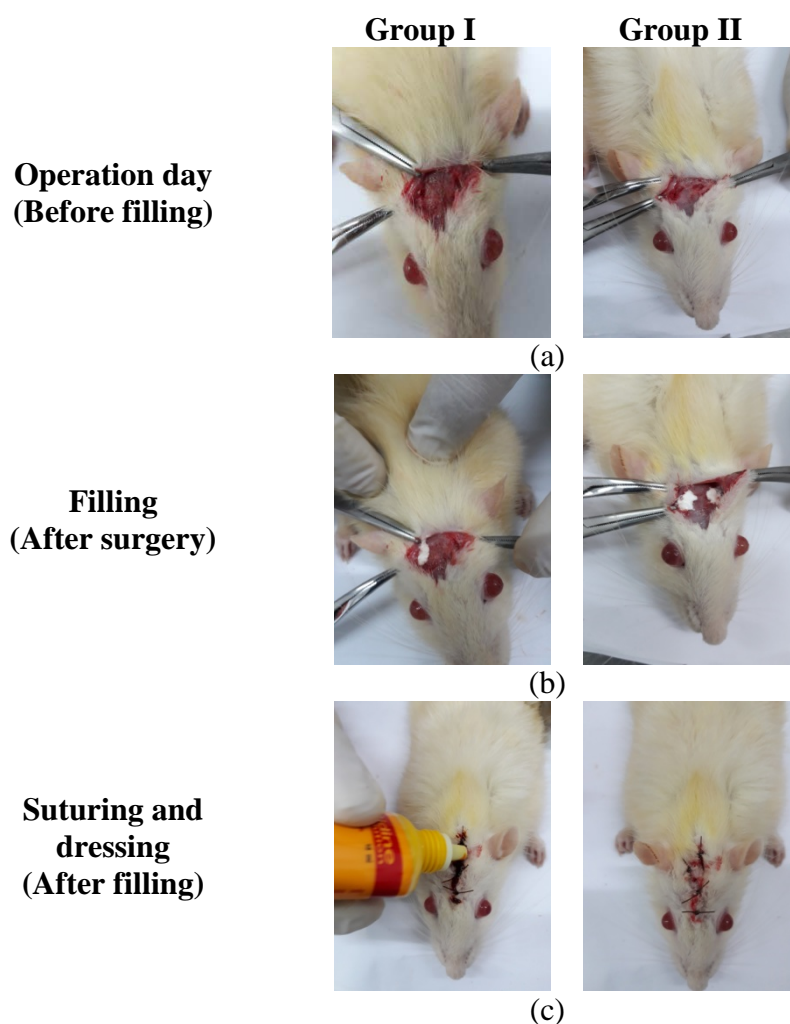 Group I
Group II
Operation day
(Before filling)
(a)
Filling
(After surgery)
(b)
Suturing and
dressing
(After filling)
(c)